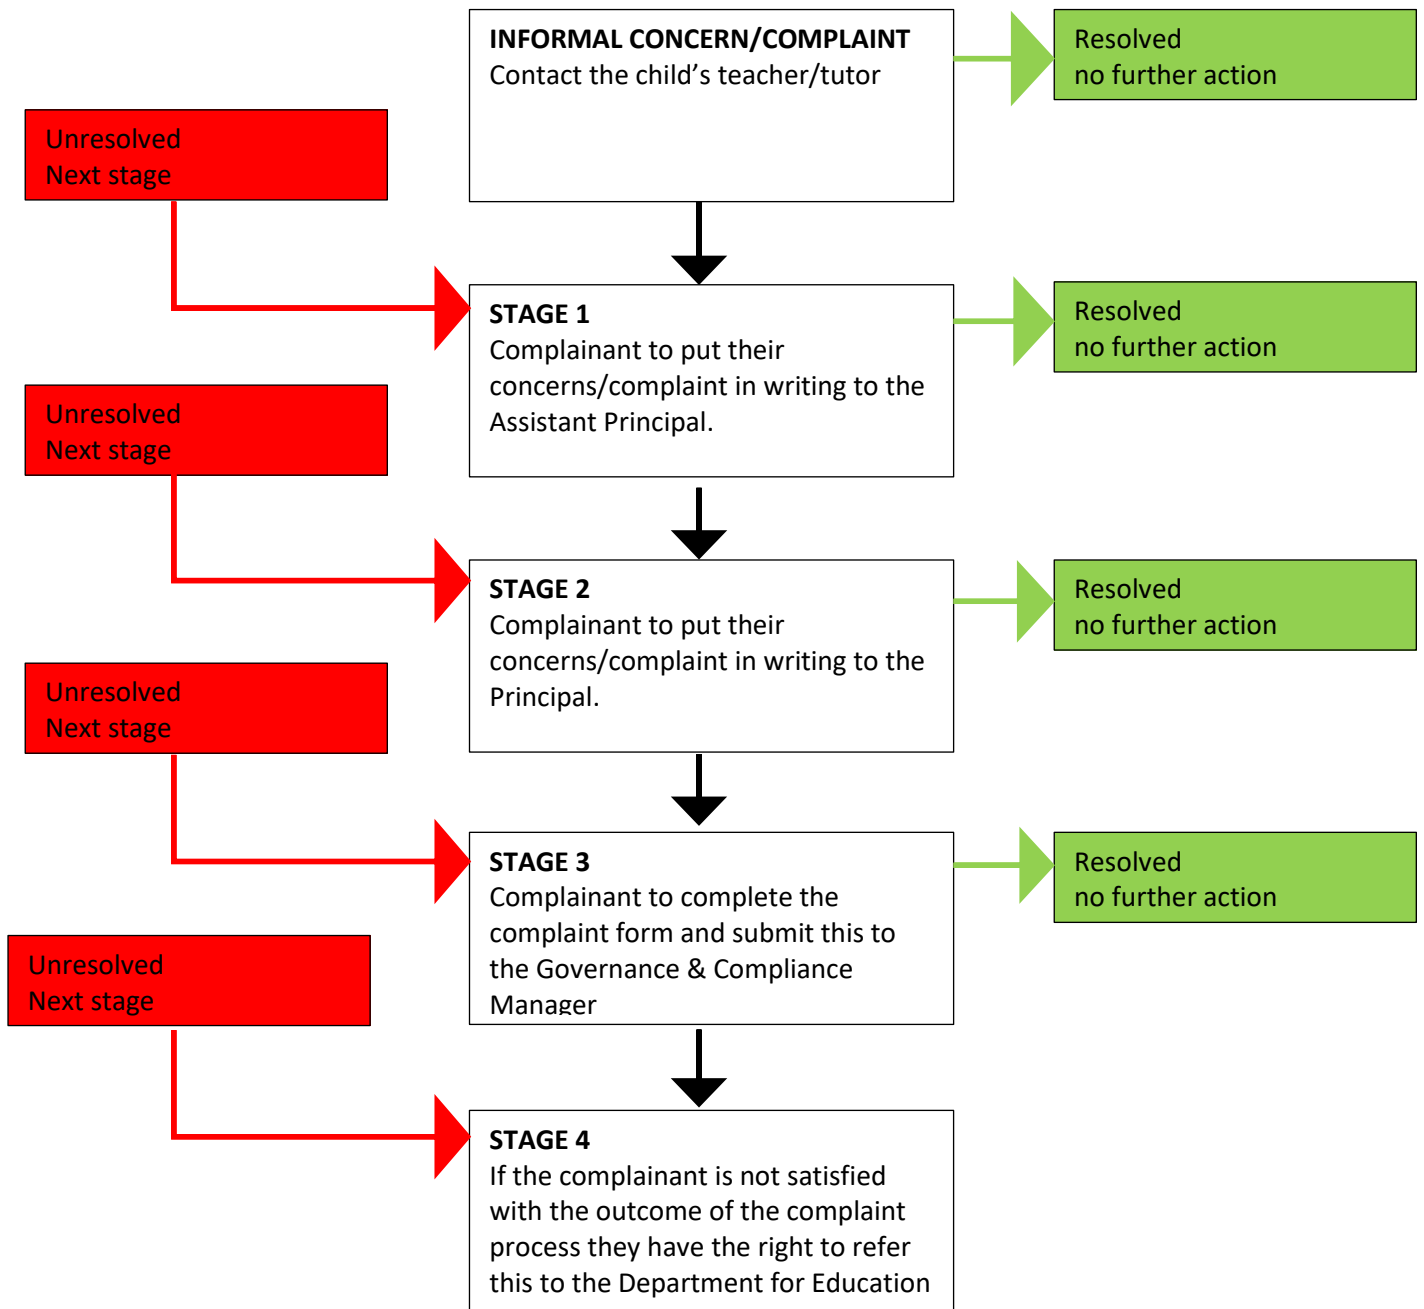 INFORMAL CONCERN/COMPLAINT
Contact the child’s teacher/tutor
Resolved
no further action
Unresolved
Next stage
STAGE 1
Complainant to put their
concerns/complaint in writing to the
Assistant Principal.
Resolved
no further action
Unresolved
Next stage
STAGE 2
Complainant to put their
concerns/complaint in writing to the
Principal.
Resolved
no further action
Unresolved
Next stage
STAGE 3
Complainant to complete the
complaint form and submit this to
the Governance & Compliance
Manager
Resolved
no further action
Unresolved
Next stage
STAGE 4
If the complainant is not satisfied
with the outcome of the complaint
process they have the right to refer
this to the Department for Education